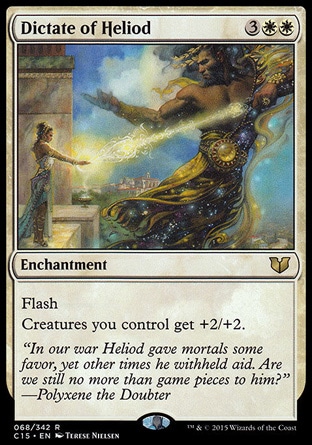 Dictate of Heliod 3
Enchantment
Flash
Creatures you control get +2/+2.
"In our war Heliod gave mortals some
favor, yet other times he withheld aid. Are
we still no more than game pieces to him?"
—Polyxene the Doubter
068/342 R
C15 • EN TERESE NIELSEN
™ & © 2015 Wizards of the Coast